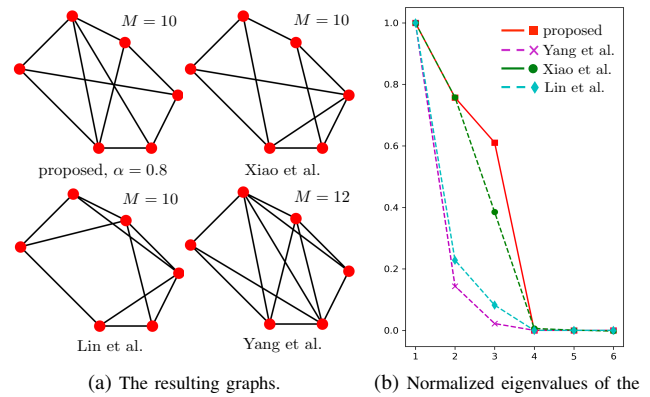 M = 10
M = 10
proposed, α = 0.8
Xiao et al.
M = 10
M = 12
Lin et al.
Yang et al.
(a) The resulting graphs.
1.0
0.8
0.6
0.4
0.2
0.0
1 2 3 4 5 6
proposed
Yang et al.
Xiao et al.
Lin et al.
(b) Normalized eigenvalues of the